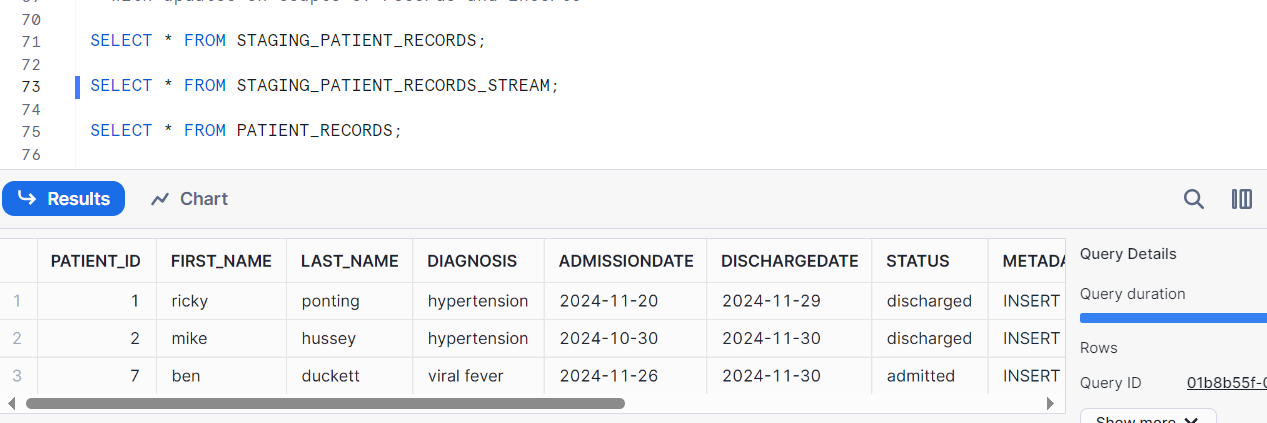 70
71 SELECT * FROM STAGING_PATIENT_RECORDS;
72
73 SELECT * FROM STAGING_PATIENT_RECORDS_STREAM;
74
75 SELECT * FROM PATIENT_RECORDS;
76
Results Chart
PATIENT_ID FIRST_NAME LAST_NAME DIAGNOSIS ADMISSIONDATE DISCHARGEDATE STATUS METADA
1 1 ricky ponting hypertension 2024-11-20 2024-11-29 discharged INSERT
2 2 mike hussey hypertension 2024-10-30 2024-11-30 discharged INSERT
3 7 ben duckett viral fever 2024-11-26 2024-11-30 admitted INSERT
Query Details
Query duration
Rows
Query ID 01b8b55f-0
Show more